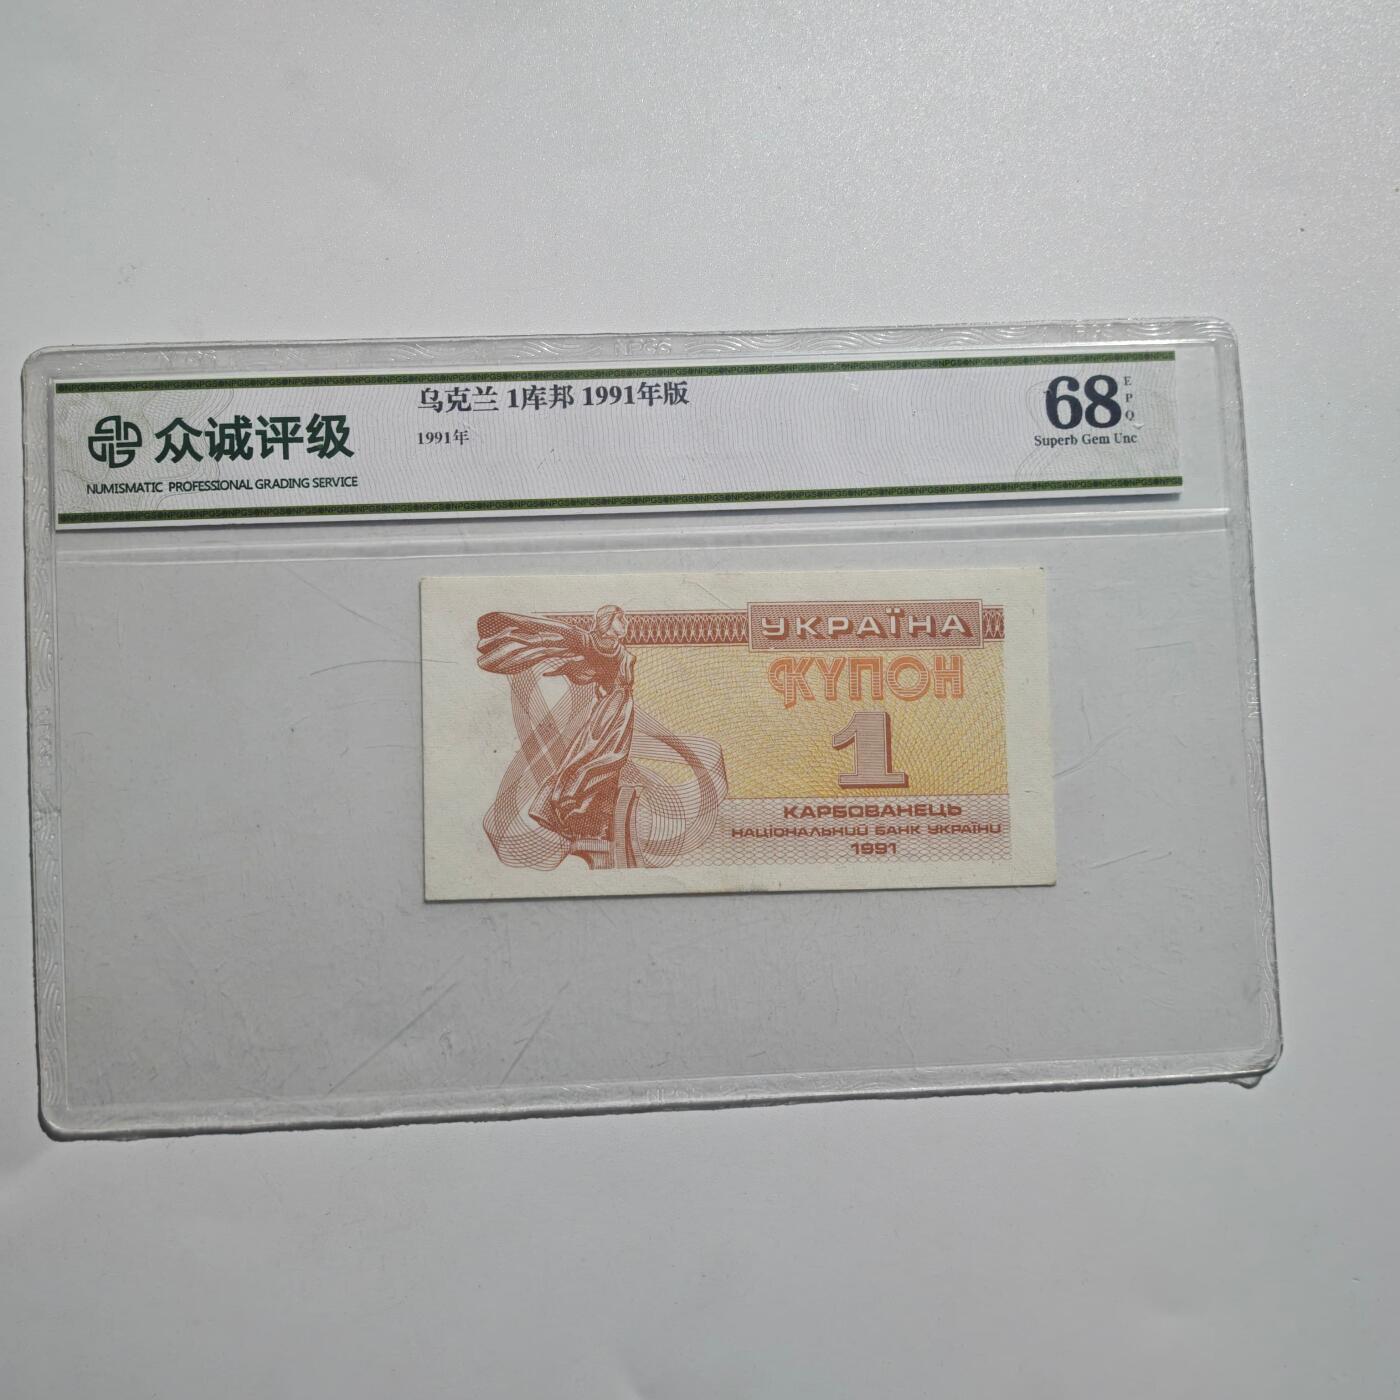 众诚评级
NUMISMATIC PROFESSIONAL GRADING SERVICE
乌克兰 1库邦 1991年版
1991年
68 EPQ
Superb Gem Unc
УКРАЇНА
КУПОН
1
КАРБОВАНЕЦЬ
НАЦІОНАЛЬНИЙ БАНК УКРАЇНИ
1991